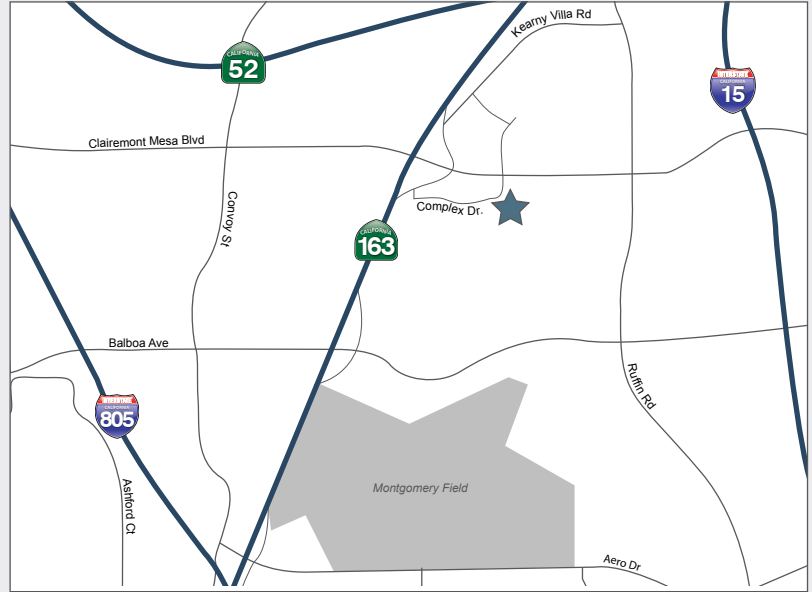 Kearny Villa Rd
CALIFORNIA
52
INTERSTATE
CALIFORNIA
15
Clairemont Mesa Blvd
Convoy St
Complex Dr.
CALIFORNIA
163
Balboa Ave
Ruffin Rd
INTERSTATE
CALIFORNIA
805
Ashford Ct
Montgomery Field
Aero Dr